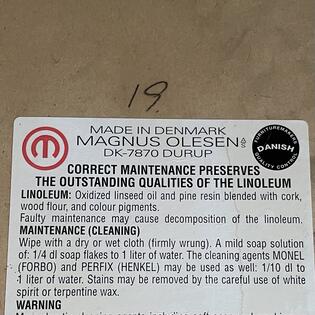 19.
MADE IN DENMARK
MAGNUS OLESEN A/S
DK-7870 DURUP
FURNITUREMAKERS
DANISH
QUALITY CONTROL
CORRECT MAINTENANCE PRESERVES
THE OUTSTANDING QUALITIES OF THE LINOLEUM
LINOLEUM: Oxidized linseed oil and pine resin blended with cork,
wood flour, and colour pigments.
Faulty maintenance may cause decomposition of the linoleum.
MAINTENANCE (CLEANING)
Wipe with a dry or wet cloth (firmly wrung). A mild soap solution
of: 1/4 dl soap flakes to 1 liter of water. The cleaning agents MONEL
(FORBO) and PERFIX (HENKEL) may be used as well: 1/10 dl to
1 liter of water. Stains may be removed by the careful use of white
spirit or terpentine wax.
WARNING